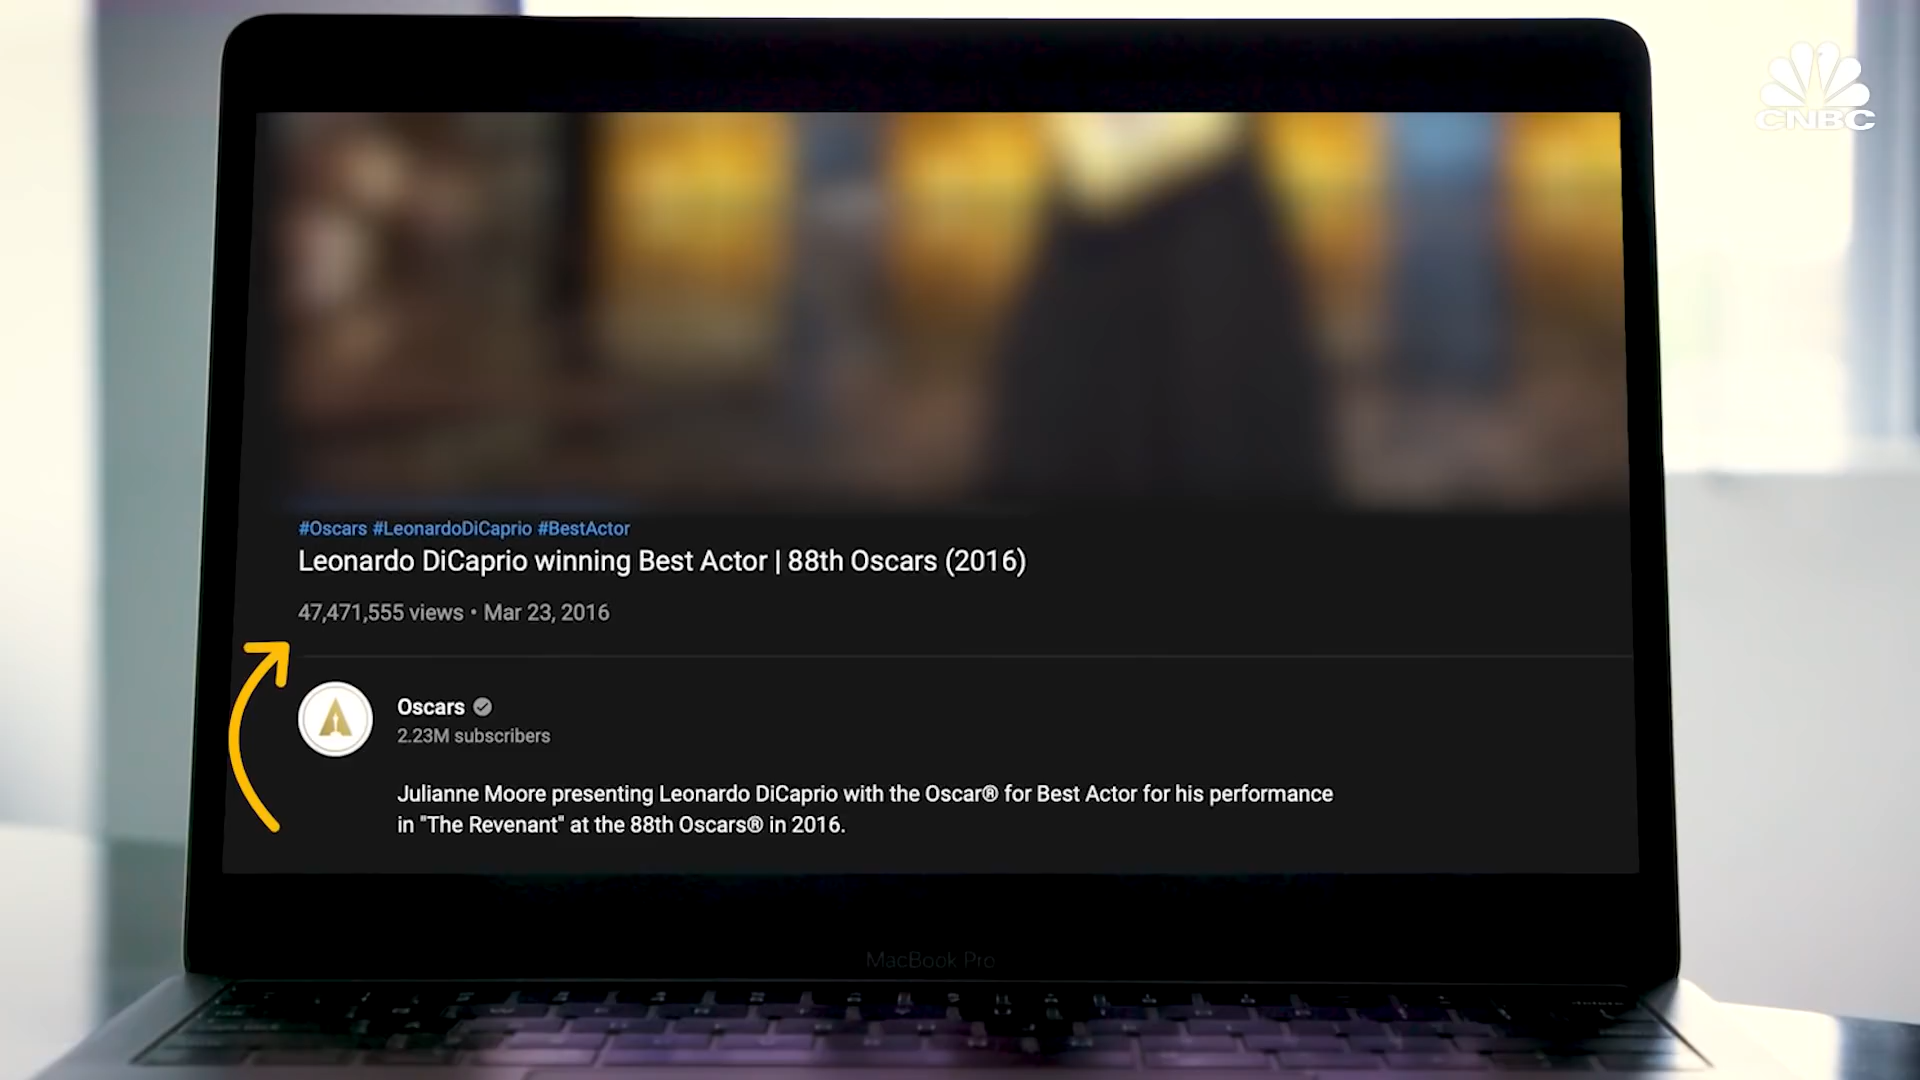 CNBC
#Oscars #LeonardoDiCaprio #BestActor
Leonardo DiCaprio winning Best Actor | 88th Oscars (2016)
47,471,555 views • Mar 23, 2016
Oscars
2.23M subscribers
Julianne Moore presenting Leonardo DiCaprio with the Oscar® for Best Actor for his performance
in "The Revenant" at the 88th Oscars® in 2016.
MacBook Pro